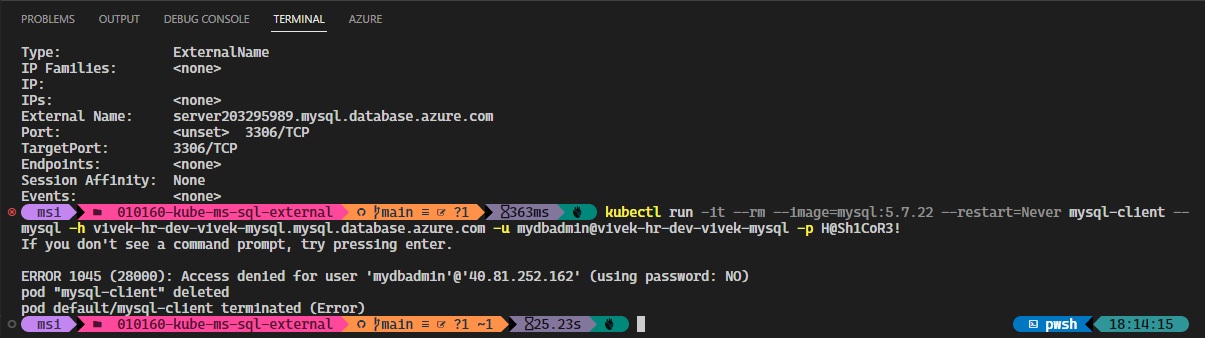 PROBLEMS OUTPUT DEBUG CONSOLE TERMINAL AZURE
Type: ExternalName
IP Families: <none>
IP:
IPs: <none>
External Name: server203295989.mysql.database.azure.com
Port: <unset> 3306/TCP
TargetPort: 3306/TCP
Endpoints: <none>
Session Affinity: None
Events: <none>
msi 010160-kube-ms-sql-external main ≡ ?1 363ms kubectl run -it --rm --image=mysql:5.7.22 --restart=Never mysql-client --
mysql -h vivek-hr-dev-vivek-mysql.mysql.database.azure.com -u mydbadmin@vivek-hr-dev-vivek-mysql -p H@Sh1CoR3!
If you don't see a command prompt, try pressing enter.
ERROR 1045 (28000): Access denied for user 'mydbadmin'@'40.81.252.162' (using password: NO)
pod "mysql-client" deleted
pod default/mysql-client terminated (Error)
msi 010160-kube-ms-sql-external main ≡ ?1 ~1 25.23s pwsh 18:14:15